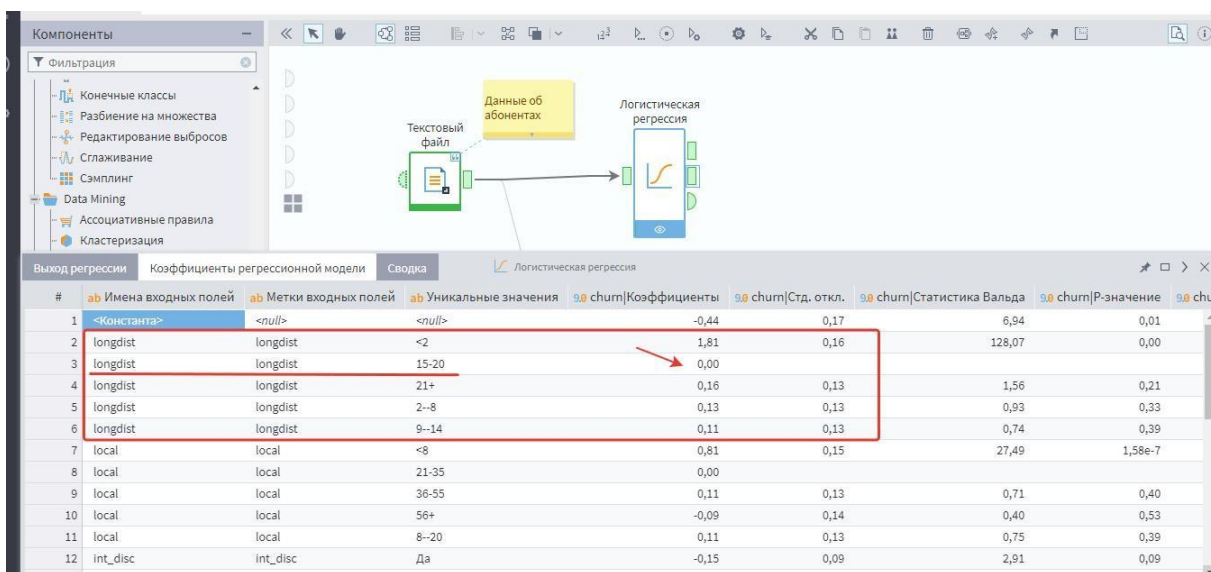 Компоненты
Фильтрация
Конечные классы
Разбиение на множества
Редактирование выбросов
Сглаживание
Сэмплинг
Data Mining
Ассоциативные правила
Кластеризация
Данные об
абонентах
Текстовый
файл
Логистическая
регрессия
Выход регрессии Коэффициенты регрессионной модели Сводка Логистическая регрессия
# ab Имена входных полей ab Метки входных полей ab Уникальные значения 9.0 churn|Коэффициенты 9.0 churn|Стд. откл. 9.0 churn|Статистика Вальда 9.0 churn|P-значение 9.0 chu
1 <Константа> <null> <null> -0,44 0,17 6,94 0,01
2 longdist longdist <2 1,81 0,16 128,07 0,00
3 longdist longdist 15-20 0,00
4 longdist longdist 21+ 0,16 0,13 1,56 0,21
5 longdist longdist 2--8 0,13 0,13 0,93 0,33
6 longdist longdist 9--14 0,11 0,13 0,74 0,39
7 local local <8 0,81 0,15 27,49 1,58e-7
8 local local 21-35 0,00
9 local local 36-55 0,11 0,13 0,71 0,40
10 local local 56+ -0,09 0,14 0,40 0,53
11 local local 8--20 0,11 0,13 0,75 0,39
12 int_disc int_disc Да -0,15 0,09 2,91 0,09